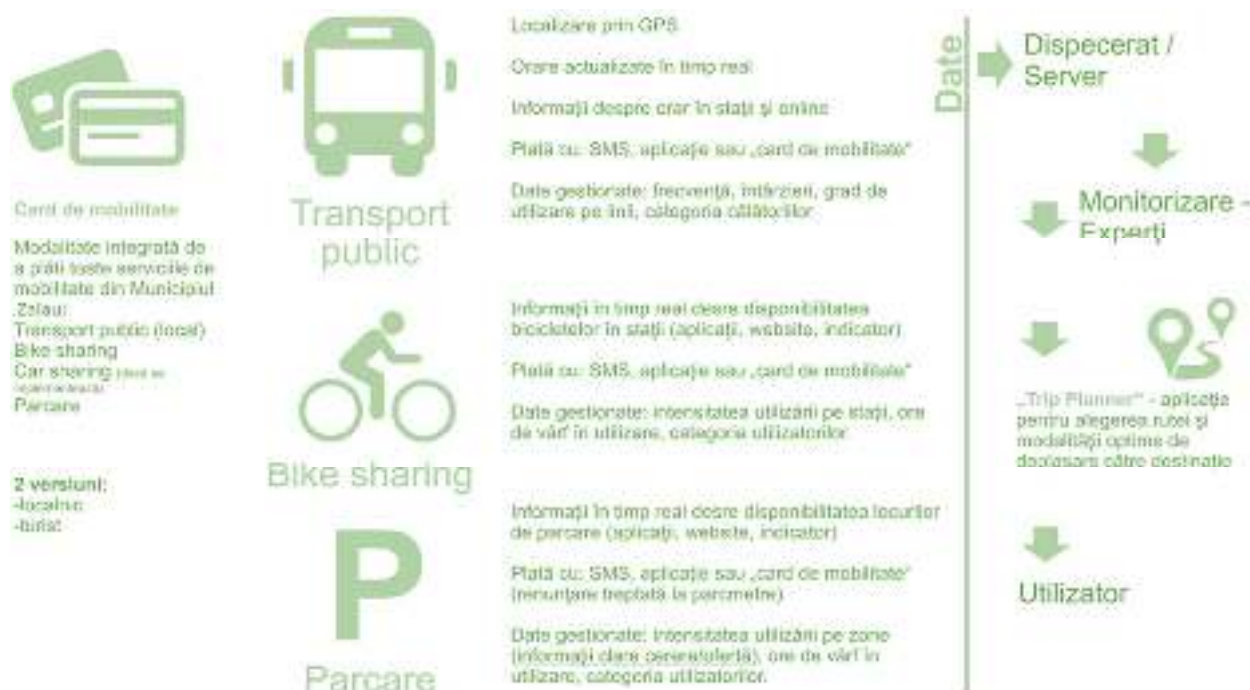 Card de mobilitate
Modalitate integrată de
a plăti toate serviciile de
mobilitate din Municipiul
Zalau:
Transport public (local)
Bike sharing
Car sharing
Parcare
2 versiuni:
-localnic
-turist
Transport
public
Localizare prin GPS
Orare actualizate în timp real
Informații despre orar în stații și online
Plată cu: SMS, aplicație sau „card de mobilitate"
Date gestionate: frecvență, întârzieri, grad de
utilizare pe linii, categoria călătorilor
Bike sharing
Informații în timp real desre disponibilitatea
bicicletelor în stații (aplicații, website, indicator)
Plată cu: SMS, aplicație sau „card de mobilitate"
Date gestionate: intensitatea utilizării pe stații, ore
de vârf în utilizare, categoria utilizatorilor
P
Parcare
Informații în timp real desre disponibilitatea locurilor
de parcare (aplicații, website, indicator)
Plată cu: SMS, aplicație sau „card de mobilitate"
(renunțare treptată la parcmetre)
Date gestionate: intensitatea utilizării pe zone
(informații clare cerere/ofertă), ore de vârf în
utilizare, categoria utilizatorilor.
Date
Dispecerat /
Server
Monitorizare -
Experți
„Trip Planner" - aplicație
pentru alegerea rutei și
modalității optime de
deplasare către destinație
Utilizator